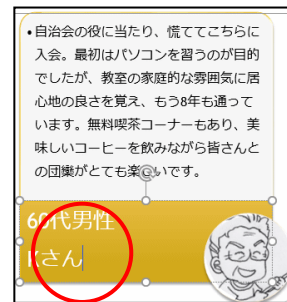 •自治会の役に当たり、慌ててこちらに
入会。最初はパソコンを習うのが目的
でしたが、教室の家庭的な雰囲気に居
心地の良さを覚え、もう8年も通って
います。無料喫茶コーナーもあり、美
味しいコーヒーを飲みながら皆さんと
の団欒がとても楽しいです。
60代男性
Kさん